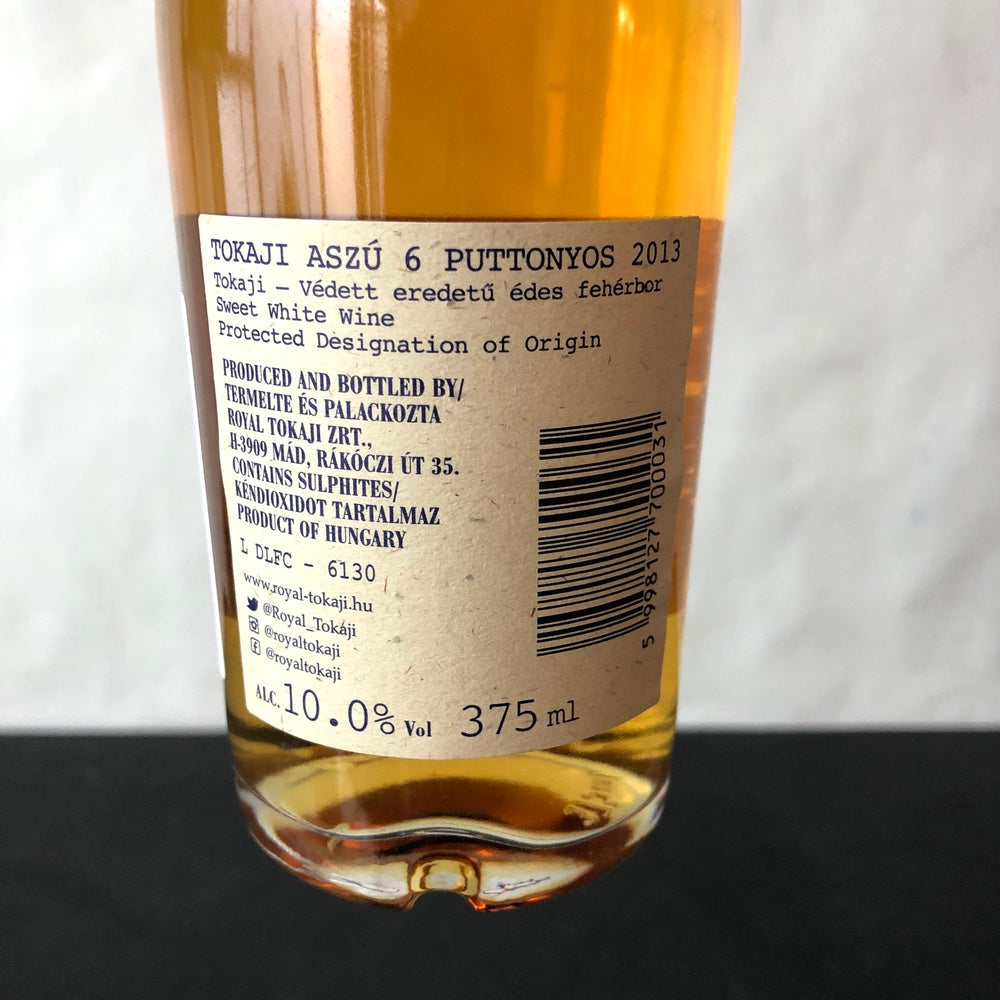 TOKAJI ASZÚ 6 PUTTONYOS 2013
Tokaji – Védett eredetű édes fehérbor
Sweet White Wine
Protected Designation of Origin
PRODUCED AND BOTTLED BY/
TERMELTE ÉS PALACKOZTA
ROYAL TOKAJI ZRT.,
H-3909 MÁD, RÁKÓCZI ÚT 35.
CONTAINS SULPHITES/
KÉNDIOXIDOT TARTALMAZ
PRODUCT OF HUNGARY
L DLFC - 6130
www.royal-tokaji.hu
@Royal_Tokaji
@royaltokaji
@royaltokaji
ALC. 10.0% Vol 375 ml
5 998127 700031